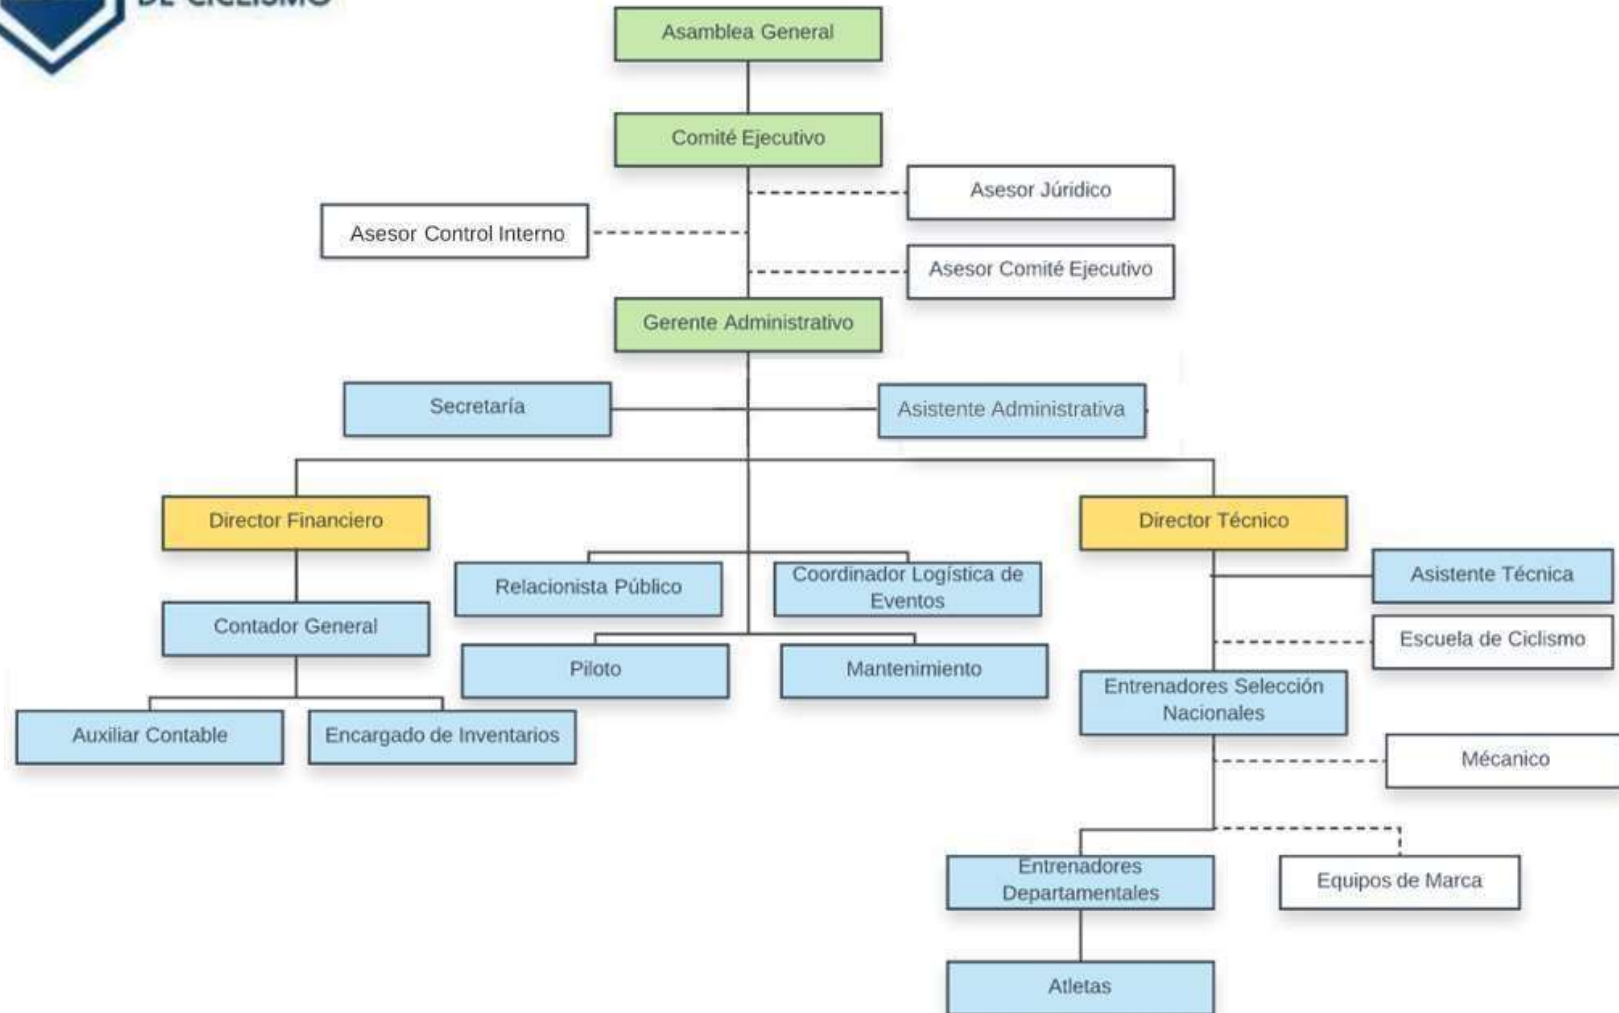 DE CICLISMO
Asamblea General
Comité Ejecutivo
Asesor Júridico
Asesor Control Interno
Asesor Comité Ejecutivo
Gerente Administrativo
Secretaría
Asistente Administrativa
Director Financiero
Director Técnico
Relacionista Público
Coordinador Logística de
Eventos
Asistente Técnica
Contador General
Escuela de Ciclismo
Piloto
Mantenimiento
Entrenadores Selección
Nacionales
Auxiliar Contable
Encargado de Inventarios
Mécanico
Entrenadores
Departamentales
Equipos de Marca
Atletas